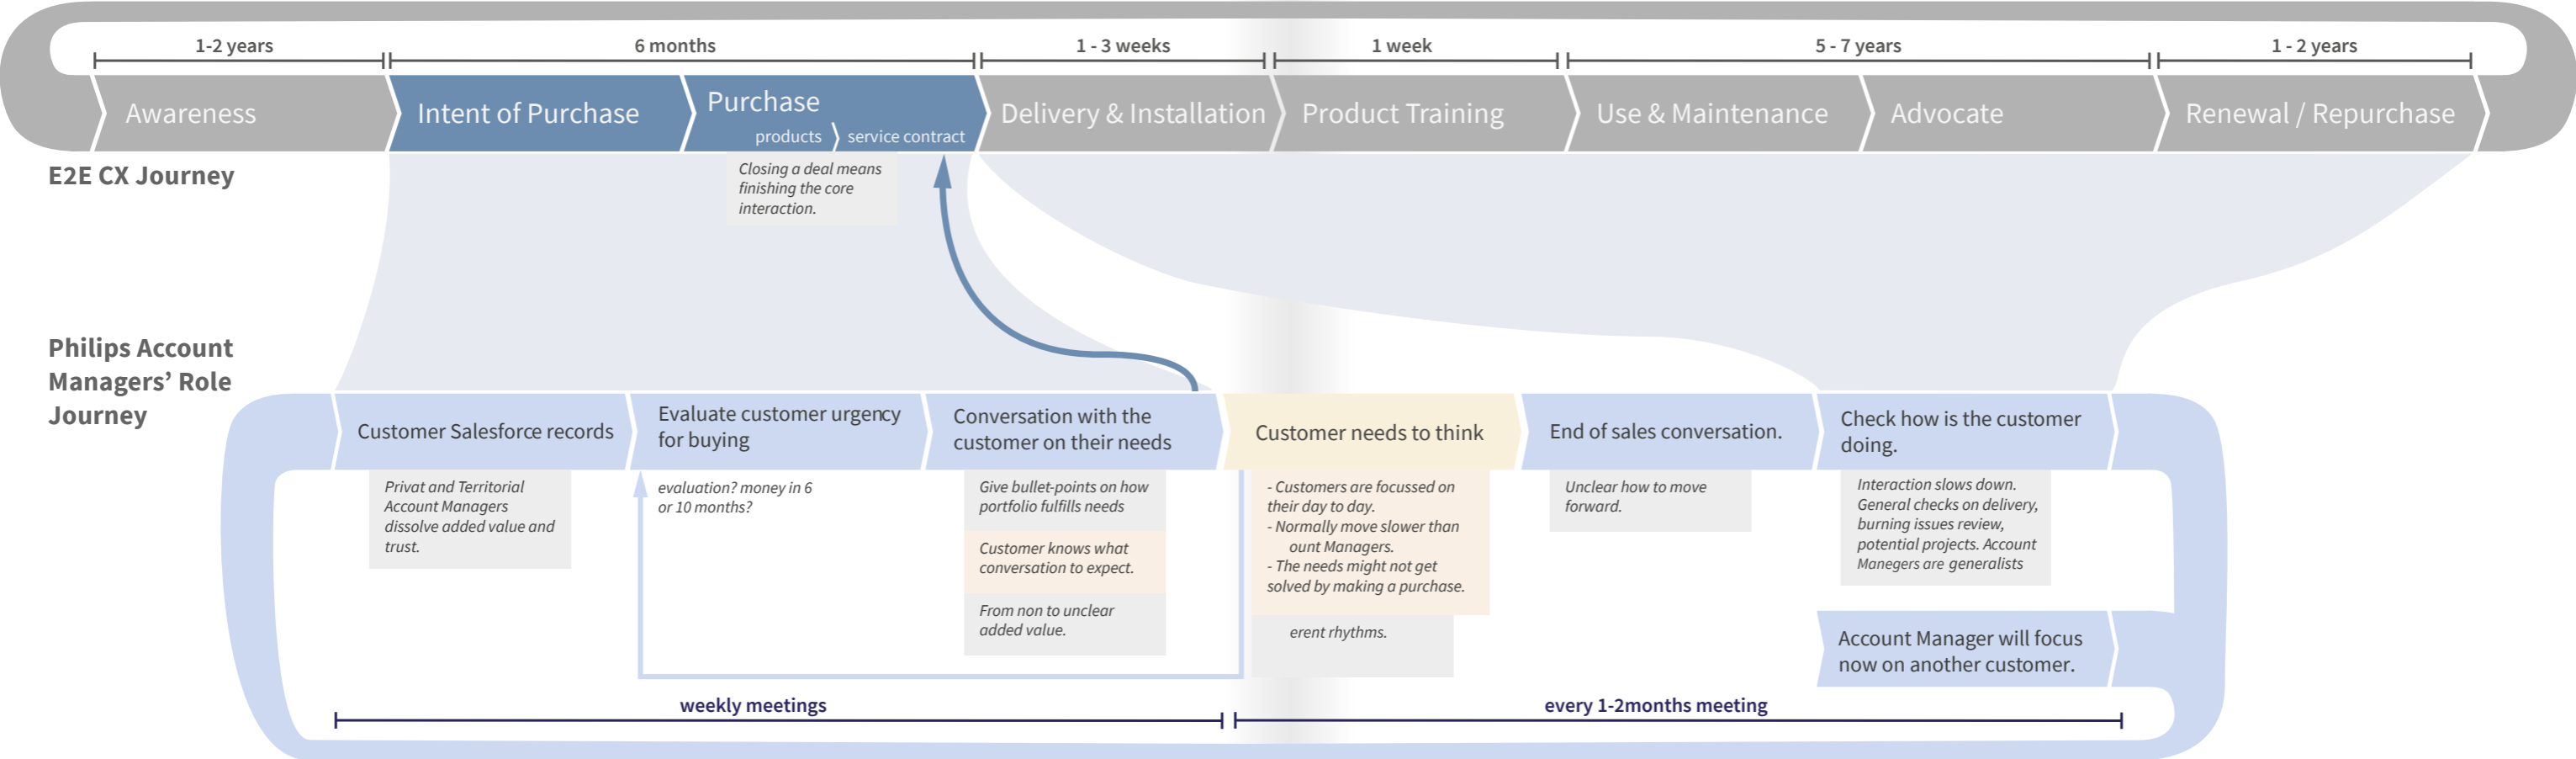 1-2 years
6 months
1 - 3 weeks
1 week
5 - 7 years
1 - 2 years
Awareness
Intent of Purchase
Purchase
products
service contract
Delivery & Installation
Product Training
Use & Maintenance
Advocate
Renewal / Repurchase
E2E CX Journey
Closing a deal means
finishing the core
interaction.
Philips Account
Managers’ Role
Journey
Customer Salesforce records
Evaluate customer urgency
for buying
Conversation with the
customer on their needs
Customer needs to think
End of sales conversation.
Check how is the customer
doing.
Privat and Territorial
Account Managers
dissolve added value and
trust.
evaluation? money in 6
or 10 months?
Give bullet-points on how
portfolio fulfills needs
Customer knows what
conversation to expect.
From non to unclear
added value.
- Customers are focussed on
their day to day.
- Normally move slower than
ount Managers.
- The needs might not get
solved by making a purchase.
erent rhythms.
Unclear how to move
forward.
Interaction slows down.
General checks on delivery,
burning issues review,
potential projects. Account
Manegers are generalists
Account Manager will focus
now on another customer.
weekly meetings
every 1-2months meeting